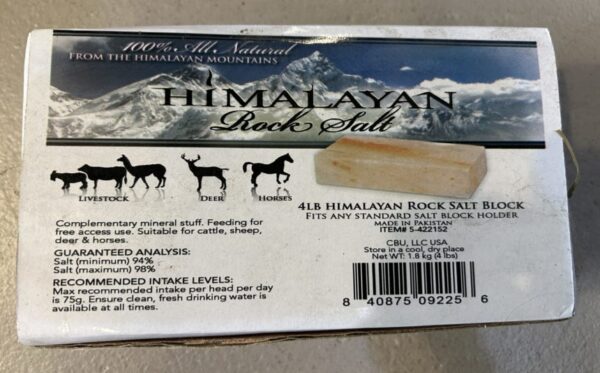 100% All Natural
FROM THE HIMALAYAN MOUNTAINS
HIMALAYAN
Rock Salt
LIVESTOCK
DEER
HORSES
4LB HIMALAYAN ROCK SALT BLOCK
FITS ANY STANDARD SALT BLOCK HOLDER
MADE IN PAKISTAN
ITEM# 5-422152
Complementary mineral stuff. Feeding for
free access use. Suitable for cattle, sheep,
deer & horses.
GUARANTEED ANALYSIS:
Salt (minimum) 94%
Salt (maximum) 98%
RECOMMENDED INTAKE LEVELS:
Max recommended intake per head per day
is 75g. Ensure clean, fresh drinking water is
available at all times.
CBU, LLC USA
Store in a cool, dry place
Net WT: 1.8 kg (4 lbs)
8 40875 09225 6